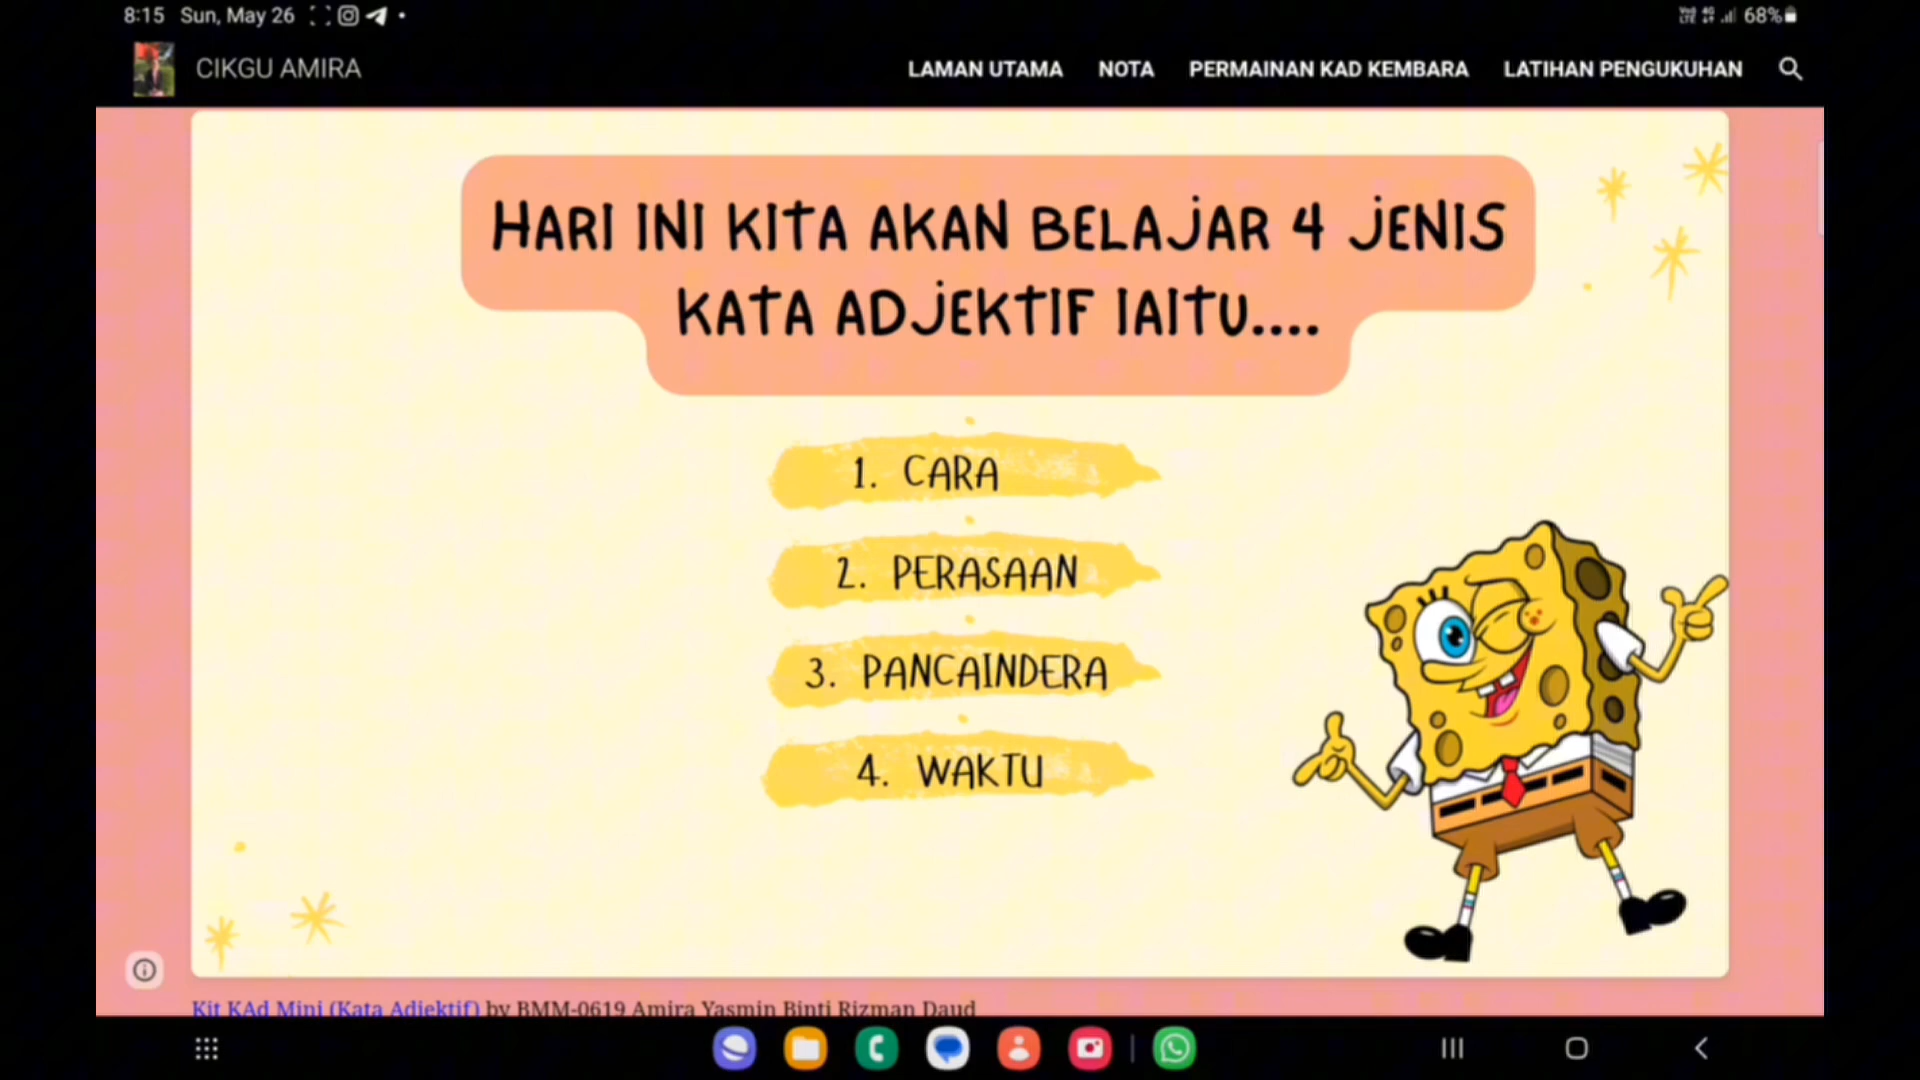 8:15 Sun, May 26
68%
CIKGU AMIRA
LAMAN UTAMA NOTA PERMAINAN KAD KEMBARA LATIHAN PENGUKUHAN
HARI INI KITA AKAN BELAJAR 4 JENIS
KATA ADJEKTIF IAITU....
1. CARA
2. PERASAAN
3. PANCAINDERA
4. WAKTU
Kit KAd Mini (Kata Adjektif) by BMM-0619 Amira Yasmin Binti Rizman Daud